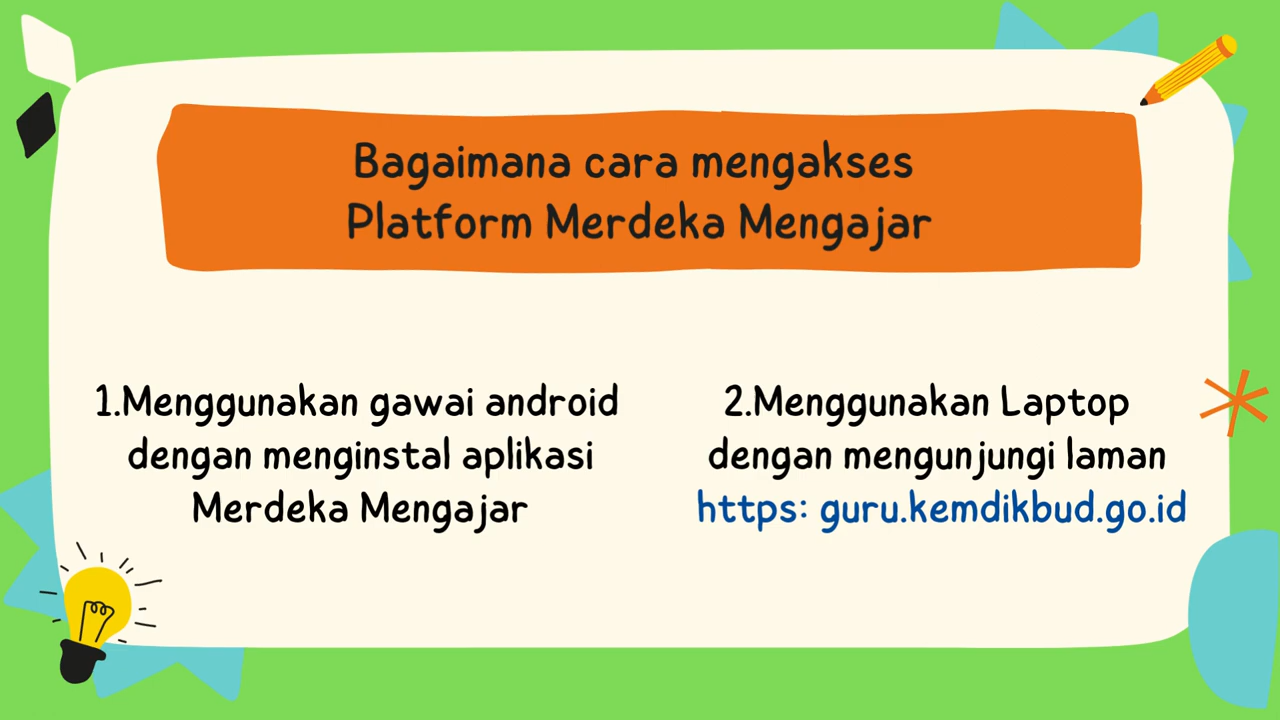 Bagaimana cara mengakses
Platform Merdeka Mengajar
1.Menggunakan gawai android
dengan menginstal aplikasi
Merdeka Mengajar
2.Menggunakan Laptop
dengan mengunjungi laman
https: guru.kemdikbud.go.id